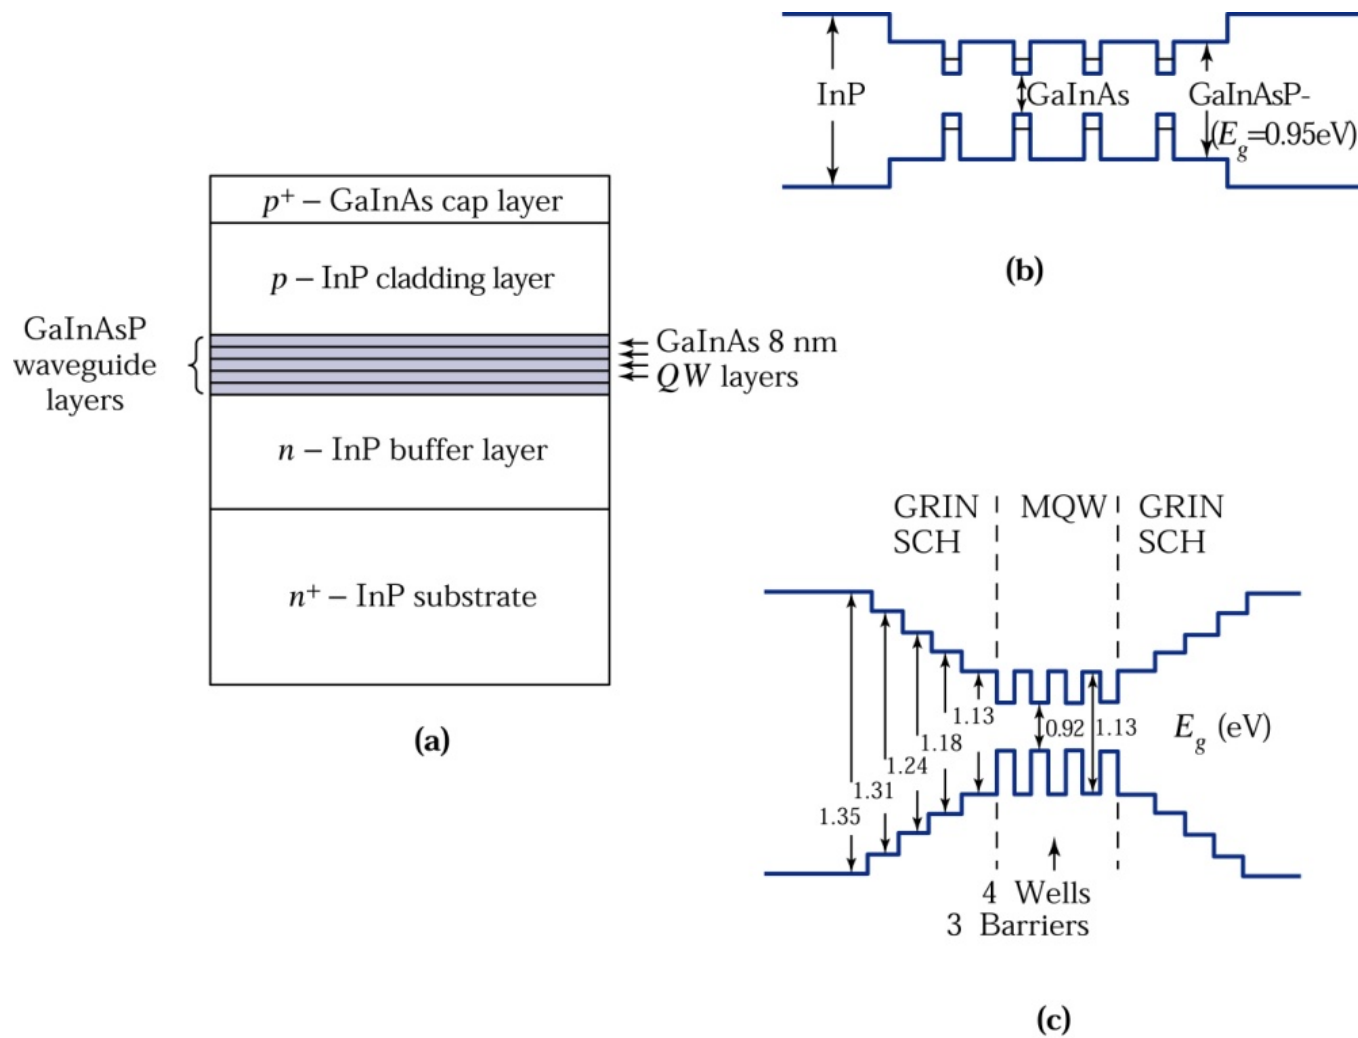 p+ – GaInAs cap layer
p – InP cladding layer
GaInAsP
waveguide
layers
GaInAs 8 nm
QW layers
n – InP buffer layer
n+ – InP substrate
(a)
InP
GaInAs
GaInAsP-
(Eg=0.95eV)
(b)
GRIN
SCH
MQW
GRIN
SCH
1.13
0.92
1.13
1.18
1.24
1.31
1.35
Eg (eV)
4 Wells
3 Barriers
(c)